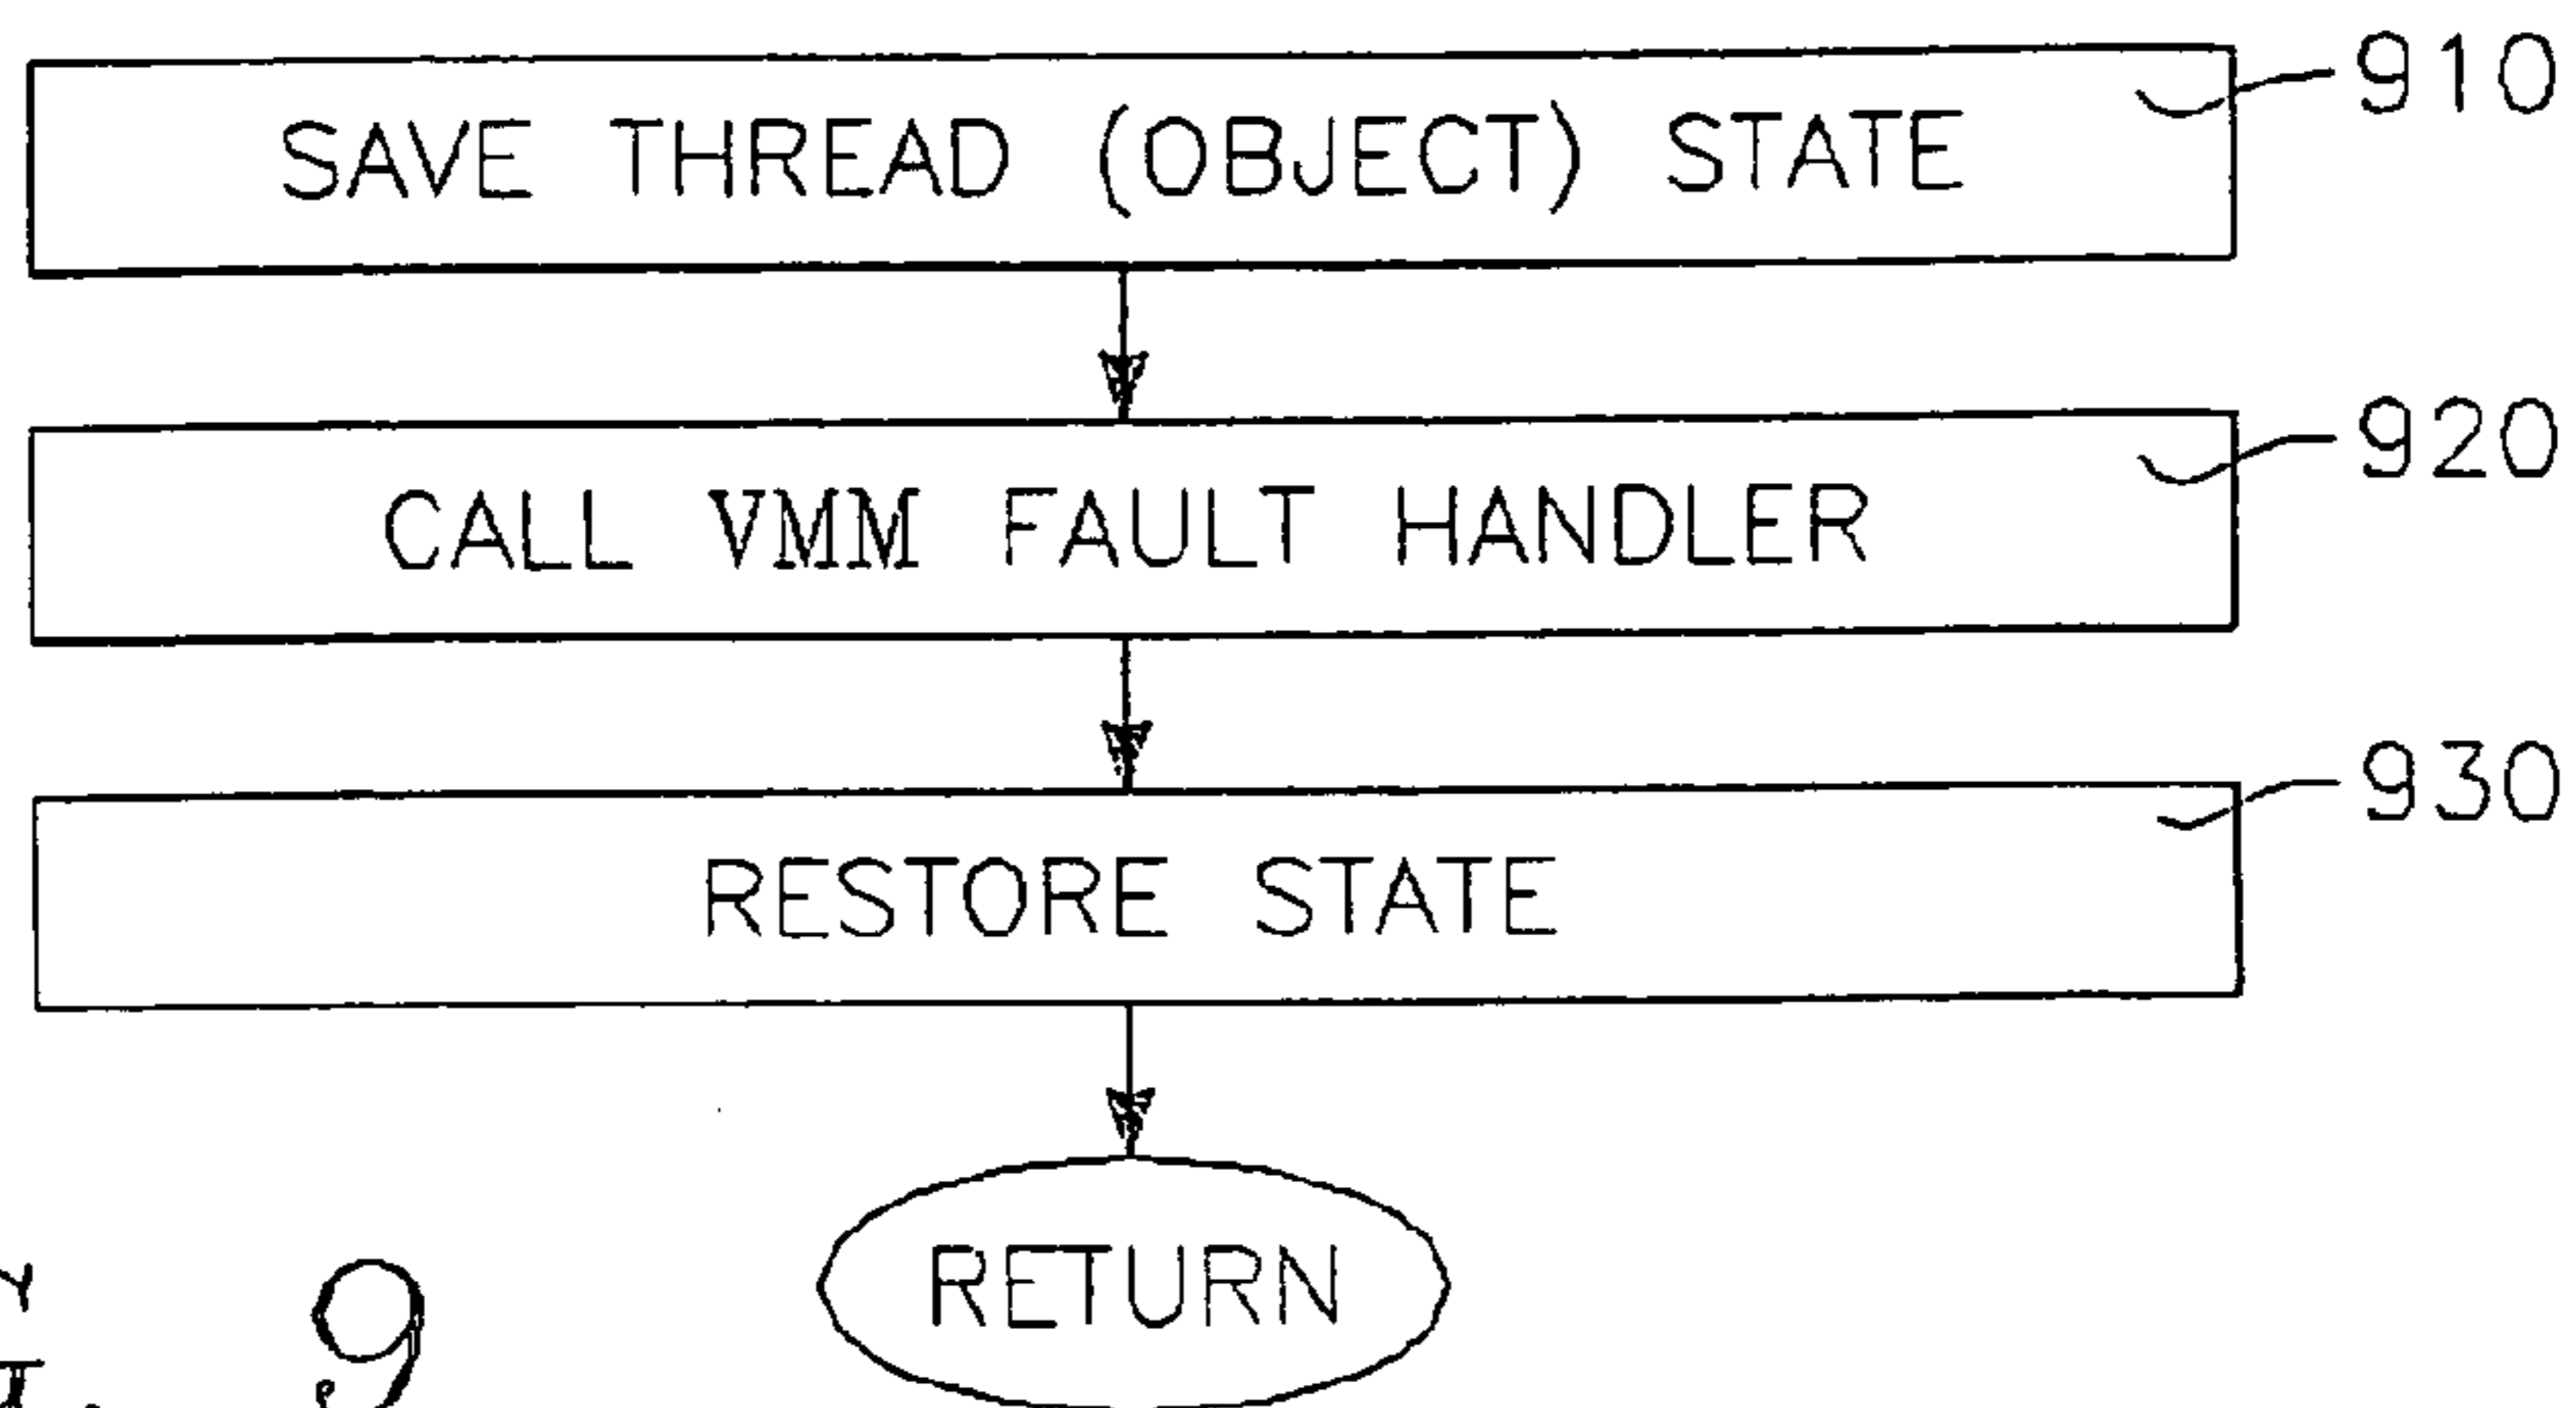 SAVE THREAD (OBJECT) STATE
910
CALL VMM FAULT HANDLER
920
RESTORE STATE
930
RETURN
9